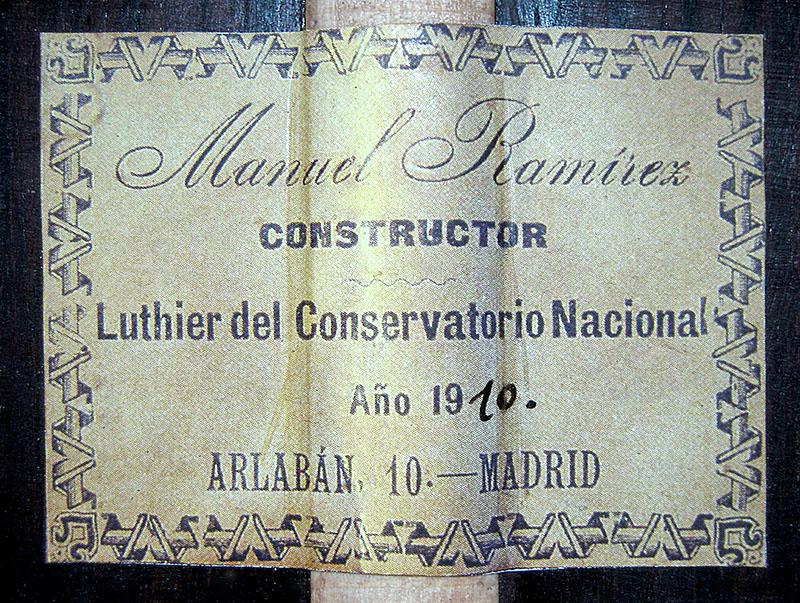 Manuel Ramírez
CONSTRUCTOR
Luthier del Conservatorio Nacional
Año 1910.
ARLABÁN, 10.—MADRID